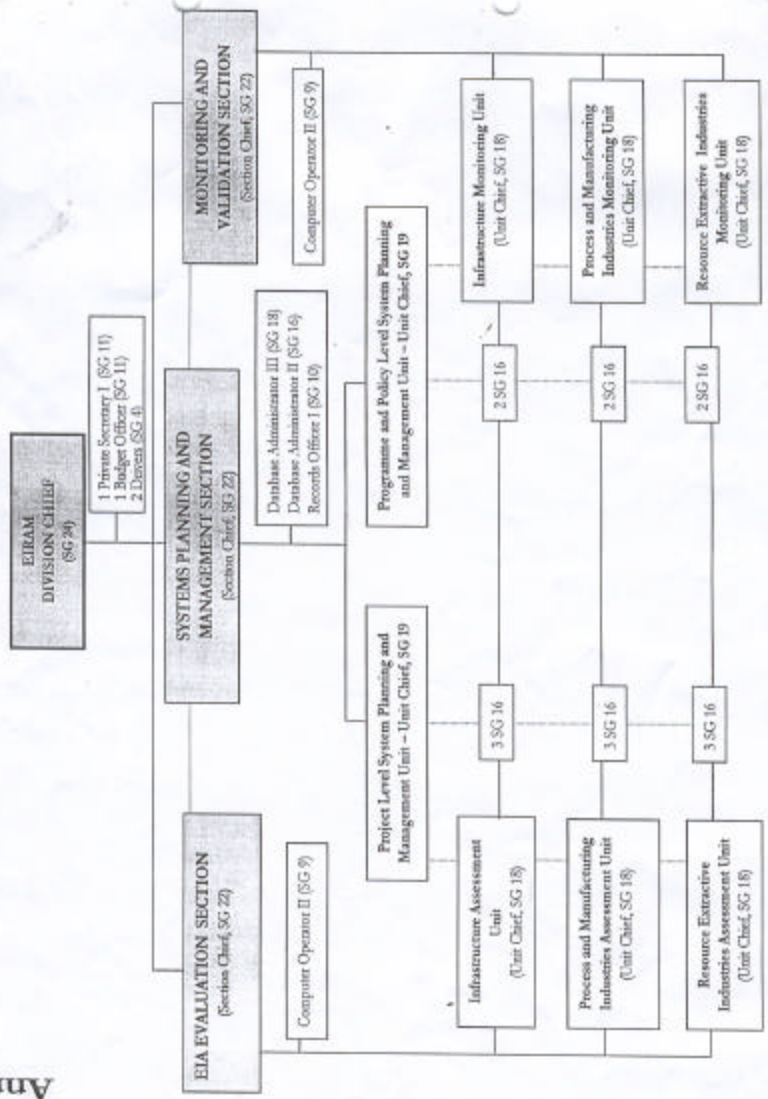 EIRAM
DIVISION CHIEF
(SG 24)
1 Private Secretary I (SG 11)
1 Budget Officer (SG 11)
2 Drivers (SG 4)
EIA EVALUATION SECTION
(Section Chief, SG 22)
SYSTEMS PLANNING AND
MANAGEMENT SECTION
(Section Chief, SG 22)
MONITORING AND
VALIDATION SECTION
(Section Chief, SG 22)
Computer Operator II (SG 9)
Database Administrator III (SG 18)
Database Administrator II (SG 16)
Records Officer I (SG 10)
Computer Operator II (SG 9)
Project Level System Planning and
Management Unit – Unit Chief, SG 19
Programme and Policy Level System Planning
and Management Unit – Unit Chief, SG 19
Infrastructure Assessment
Unit
(Unit Chief, SG 18)
3 SG 16
2 SG 16
Infrastructure Monitoring Unit
(Unit Chief, SG 18)
Process and Manufacturing
Industries Assessment Unit
(Unit Chief, SG 18)
3 SG 16
2 SG 16
Process and Manufacturing
Industries Monitoring Unit
(Unit Chief, SG 18)
Resource Extractive
Industries Assessment Unit
(Unit Chief, SG 18)
3 SG 16
2 SG 16
Resource Extractive Industries
Monitoring Unit
(Unit Chief, SG 18)